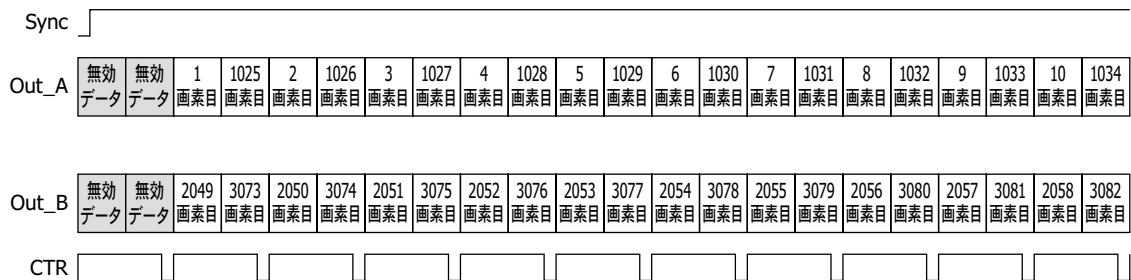 Sync
Out_A
無効 無効 1 1025 2 1026 3 1027 4 1028 5 1029 6 1030 7 1031 8 1032 9 1033 10 1034
データ データ 画素目 画素目 画素目 画素目 画素目 画素目 画素目 画素目 画素目 画素目 画素目 画素目 画素目 画素目 画素目 画素目 画素目 画素目 画素目 画素目
Out_B
無効 無効 2049 3073 2050 3074 2051 3075 2052 3076 2053 3077 2054 3078 2055 3079 2056 3080 2057 3081 2058 3082
データ データ 画素目 画素目 画素目 画素目 画素目 画素目 画素目 画素目 画素目 画素目 画素目 画素目 画素目 画素目 画素目 画素目 画素目 画素目 画素目 画素目
CTR